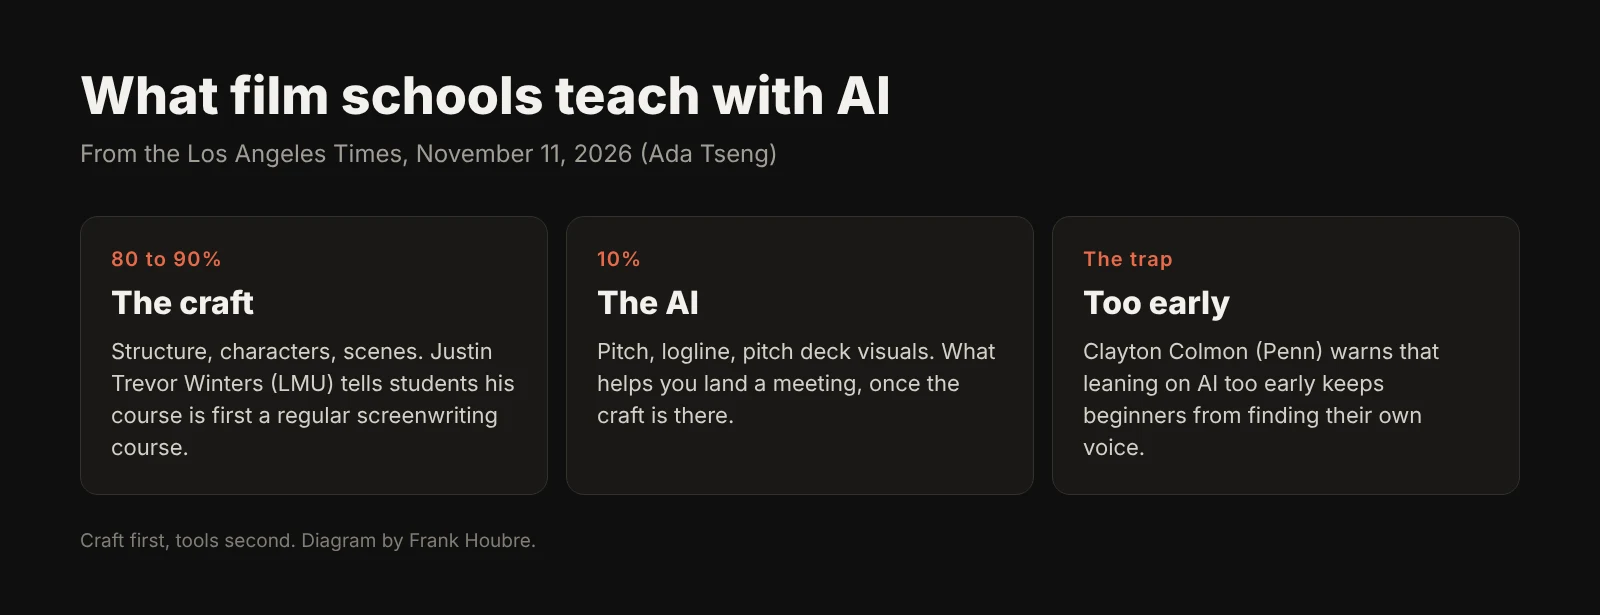 What film schools teach with AI
From the Los Angeles Times, November 11, 2026 (Ada Tseng)
80 to 90%
The craft
Structure, characters, scenes. Justin
Trevor Winters (LMU) tells students his
course is first a regular screenwriting
course.
10%
The AI
Pitch, logline, pitch deck visuals. What
helps you land a meeting, once the
craft is there.
The trap
Too early
Clayton Colmon (Penn) warns that
leaning on AI too early keeps
beginners from finding their own
voice.
Craft first, tools second. Diagram by Frank Houbre.